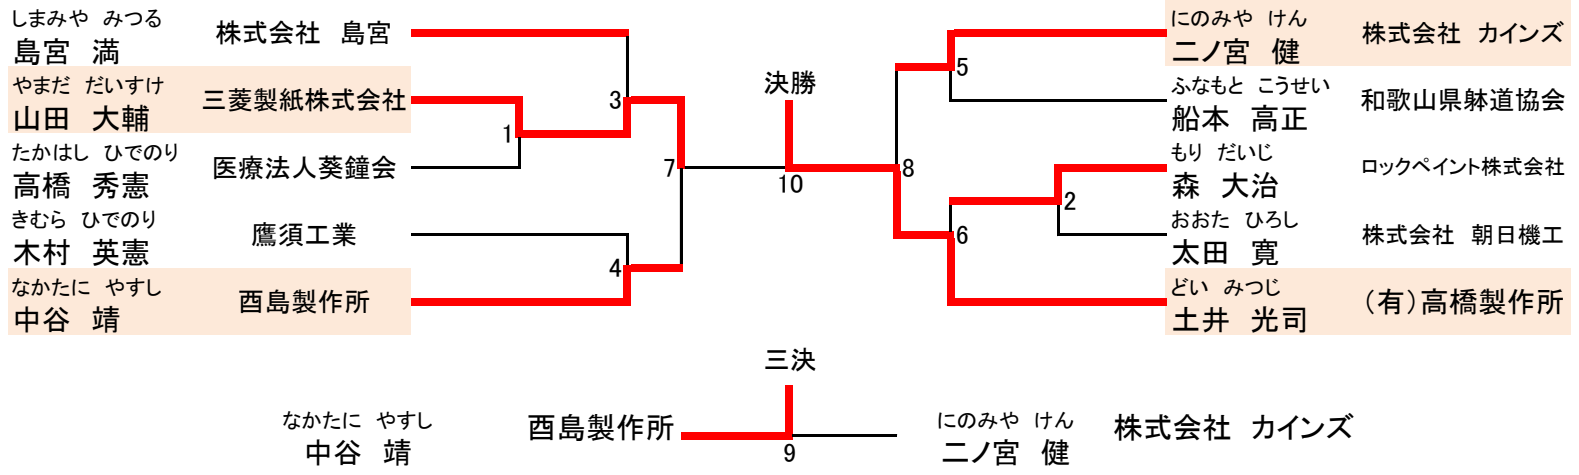 しまみや みつる
島宮 満
株式会社 島宮
やまだ だいすけ
山田 大輔
三菱製紙株式会社
たかはし ひでのり
高橋 秀憲
医療法人葵鐘会
きむら ひでのり
木村 英憲
鷹須工業
なかたに やすし
中谷 靖
酉島製作所
1
3
4
7
決勝
10
8
5
6
2
にのみや けん
二ノ宮 健
株式会社 カインズ
ふなもと こうせい
船本 高正
和歌山県躰道協会
もり だいじ
森 大治
ロックペイント株式会社
おおた ひろし
太田 寛
株式会社 朝日機工
どい みつじ
土井 光司
（有）高橋製作所
三決
なかたに やすし
中谷 靖
酉島製作所
9
にのみや けん
二ノ宮 健
株式会社 カインズ